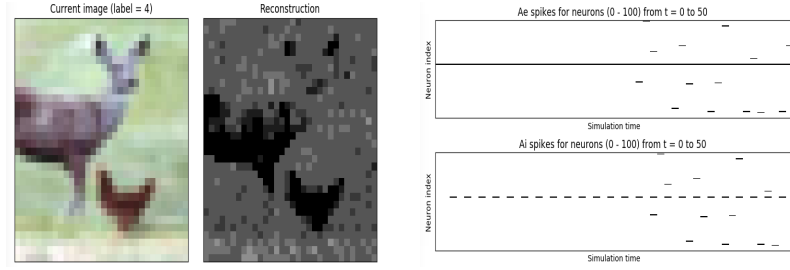 Current image (label = 4)
Reconstruction
Ae spikes for neurons (0 - 100) from t = 0 to 50
Neuron index
Simulation time
Ai spikes for neurons (0 - 100) from t = 0 to 50
Neuron index
Simulation time